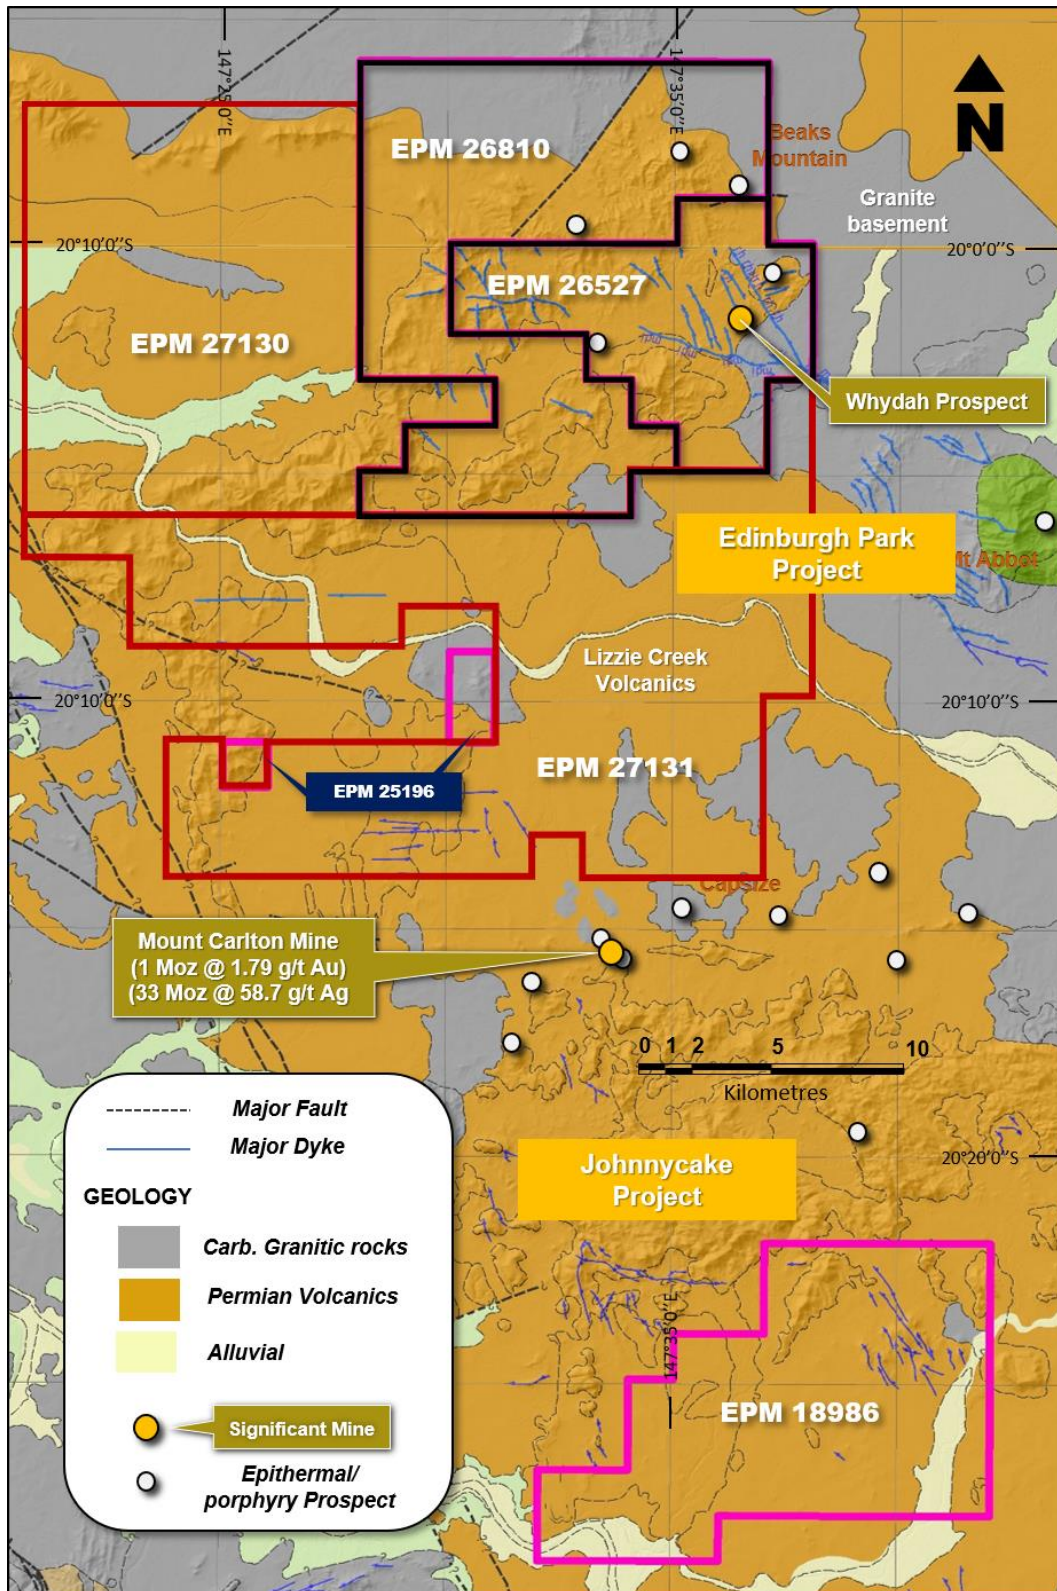 147°25'0"E
147°35'0"E
N
EPM 26810
Beaks
Mountain
Granite
basement
20°10'0''S
20°0'0''S
EPM 26527
EPM 27130
Whydah Prospect
Edinburgh Park
Project
Mt Abbot
Lizzie Creek
Volcanics
20°10'0''S
20°10'0''S
EPM 27131
EPM 25196
Capsize
Mount Carlton Mine
(1 Moz @ 1.79 g/t Au)
(33 Moz @ 58.7 g/t Ag
0 1 2 5 10
Kilometres
Johnnycake
Project
20°20'0''S
147°35'0"E
EPM 18986
Major Fault
Major Dyke
GEOLOGY
Carb. Granitic rocks
Permian Volcanics
Alluvial
Significant Mine
Epithermal/
porphyry Prospect